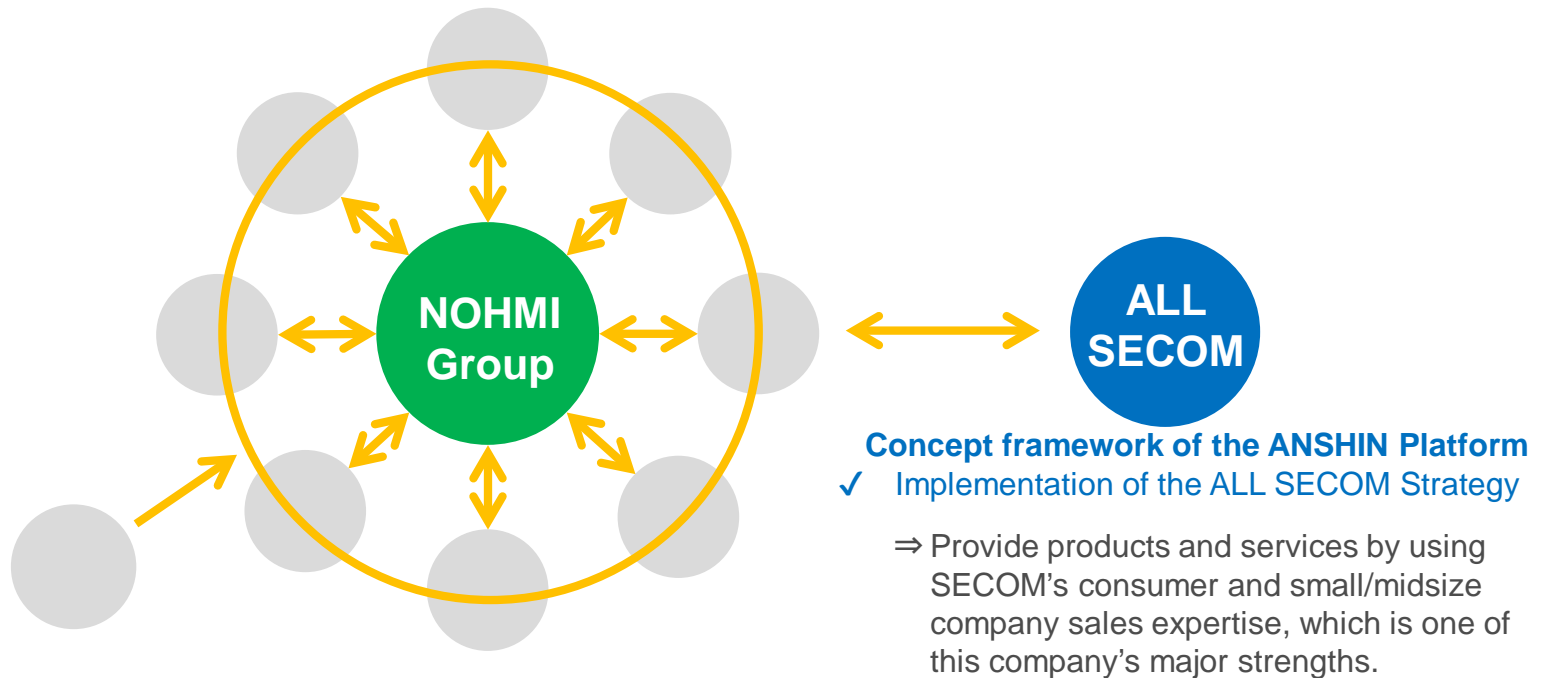 NOHMI
Group
ALL
SECOM
Concept framework of the ANSHIN Platform
✓ Implementation of the ALL SECOM Strategy
⇒ Provide products and services by using
SECOM’s consumer and small/midsize
company sales expertise, which is one of
this company’s major strengths.